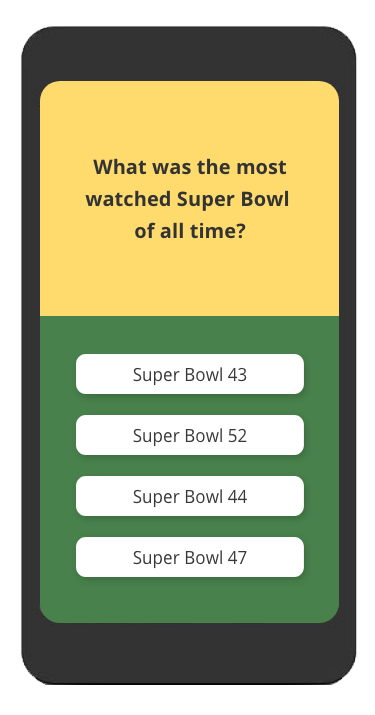 What was the most
watched Super Bowl
of all time?
Super Bowl 43
Super Bowl 52
Super Bowl 44
Super Bowl 47